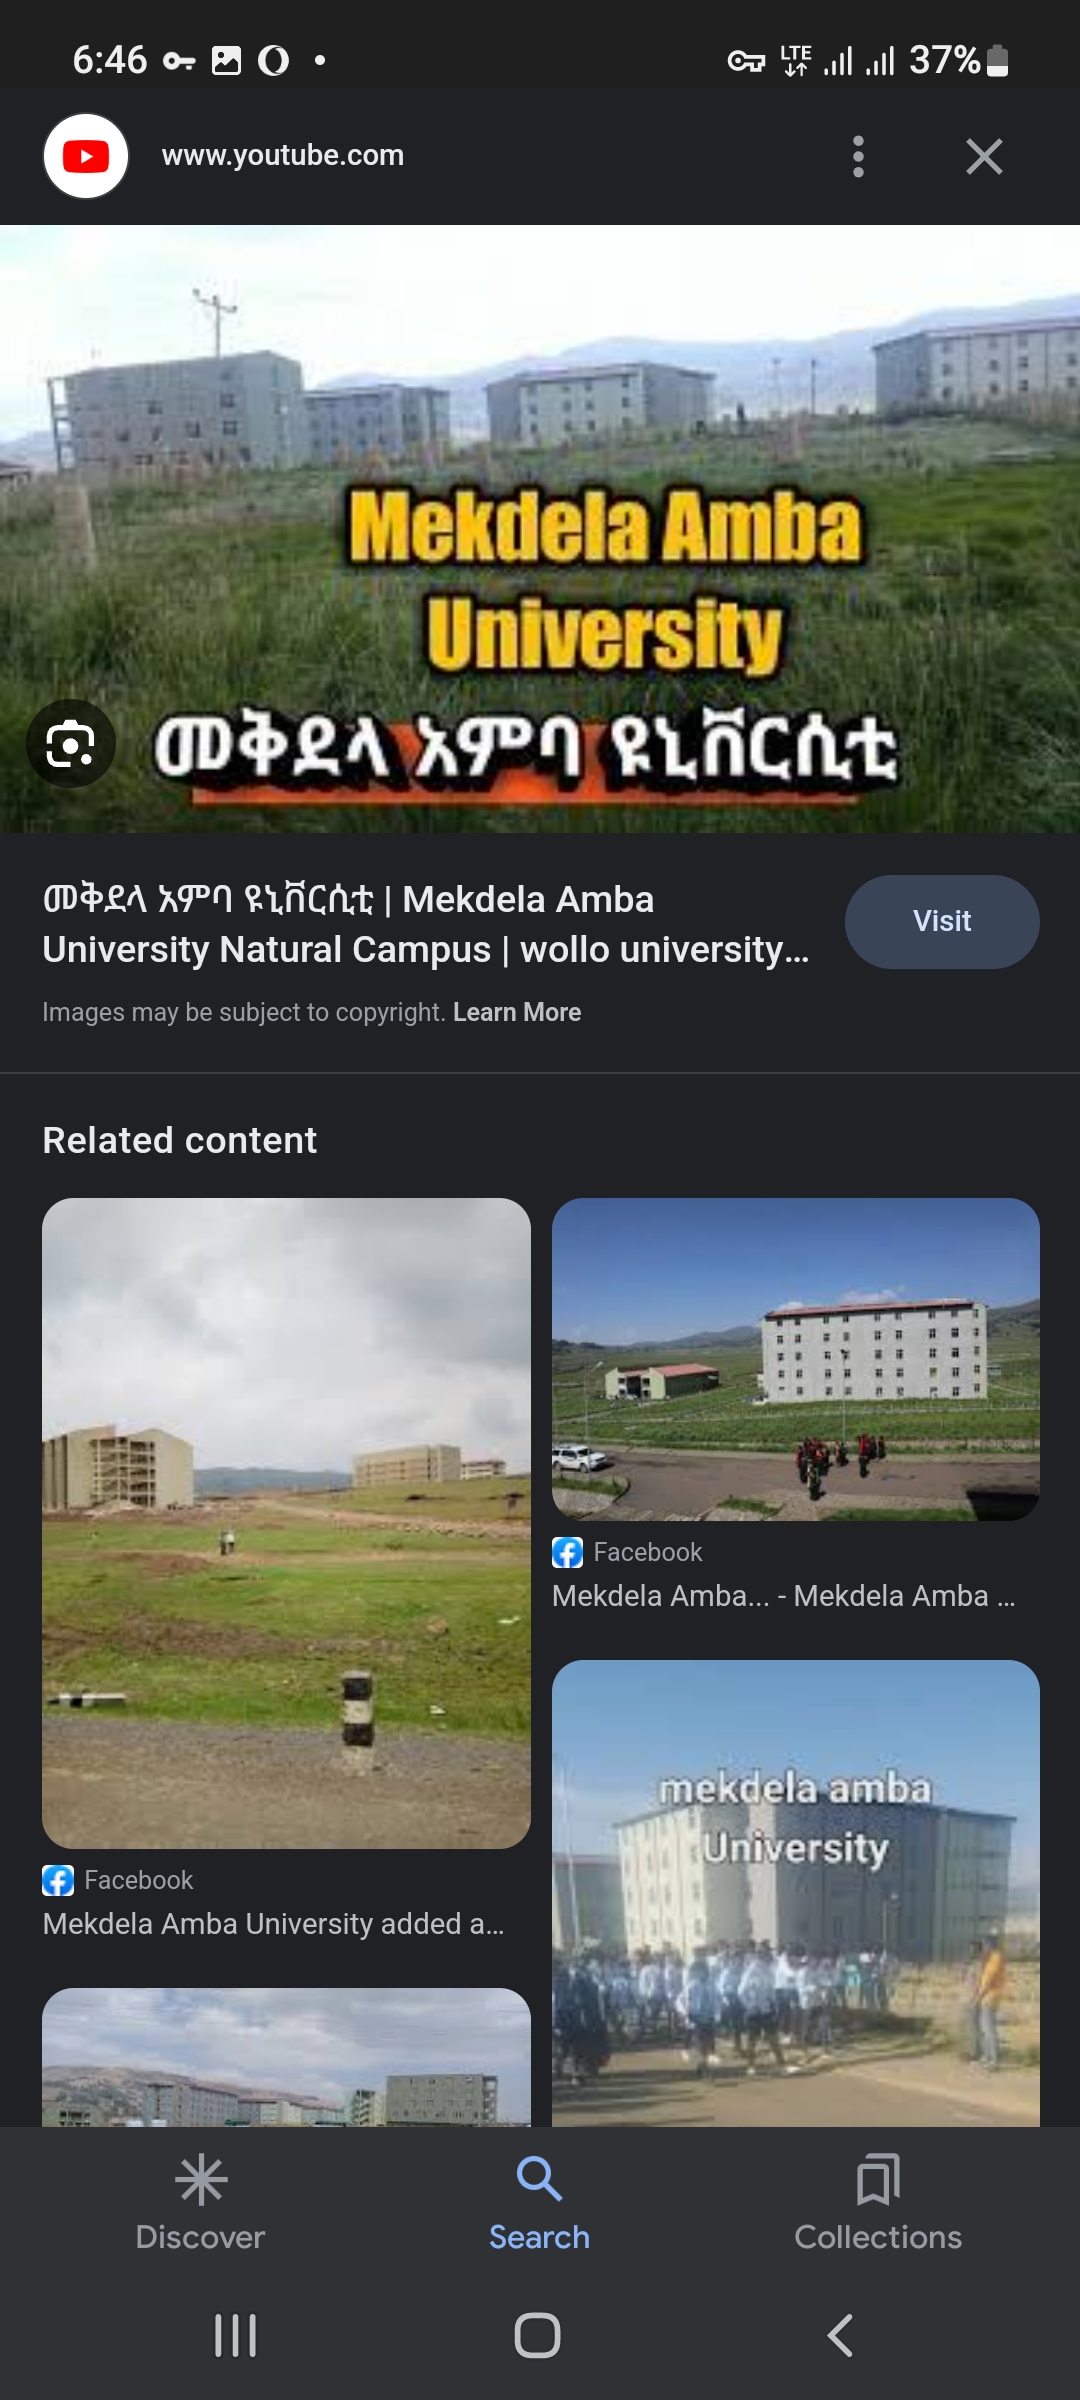 6:46
LTE
37%
www.youtube.com
Mekdela Amba
University
መቅደላ አምባ ዩኒቨርሲቲ
መቅደላ አምባ ዩኒቨርሲቲ | Mekdela Amba
University Natural Campus | wollo university...
Visit
Images may be subject to copyright. Learn More
Related content
Facebook
Mekdela Amba... - Mekdela Amba ...
mekdela amba
University
Facebook
Mekdela Amba University added a...
Discover
Search
Collections